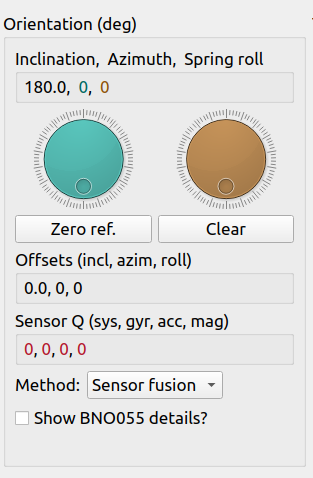 Orientation (deg)
Inclination, Azimuth, Spring roll
180.0, 0, 0
Zero ref. Clear
Offsets (incl, azim, roll)
0.0, 0, 0
Sensor Q (sys, gyr, acc, mag)
0, 0, 0, 0
Method: Sensor fusion
Show BNO055 details?